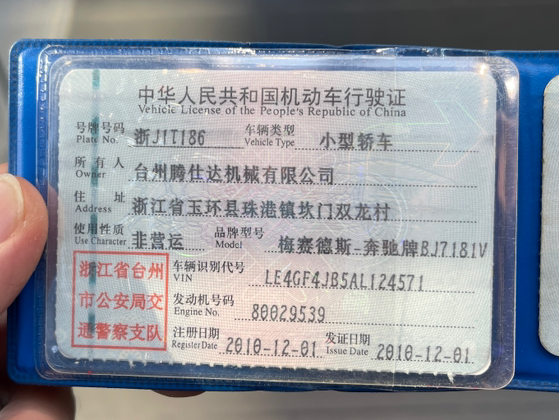 中华人民共和国机动车行驶证
Vehicle License of the People's Republic of China
号牌号码 浙J1T186 车辆类型 小型轿车
Plate No. Vehicle Type
所有人 台州腾仕达机械有限公司
Owner
住址 浙江省玉环县珠港镇坎门双龙村
Address
使用性质 非营运 品牌型号 梅赛德斯-奔驰牌BJ7181V
Use Character Model
浙江省台州
市公安局交
通警察支队
车辆识别代号 LE4GF4JB5AL124571
VIN
发动机号码 80029539
Engine No.
注册日期 2010-12-01 发证日期 2010-12-01
Register Date Issue Date